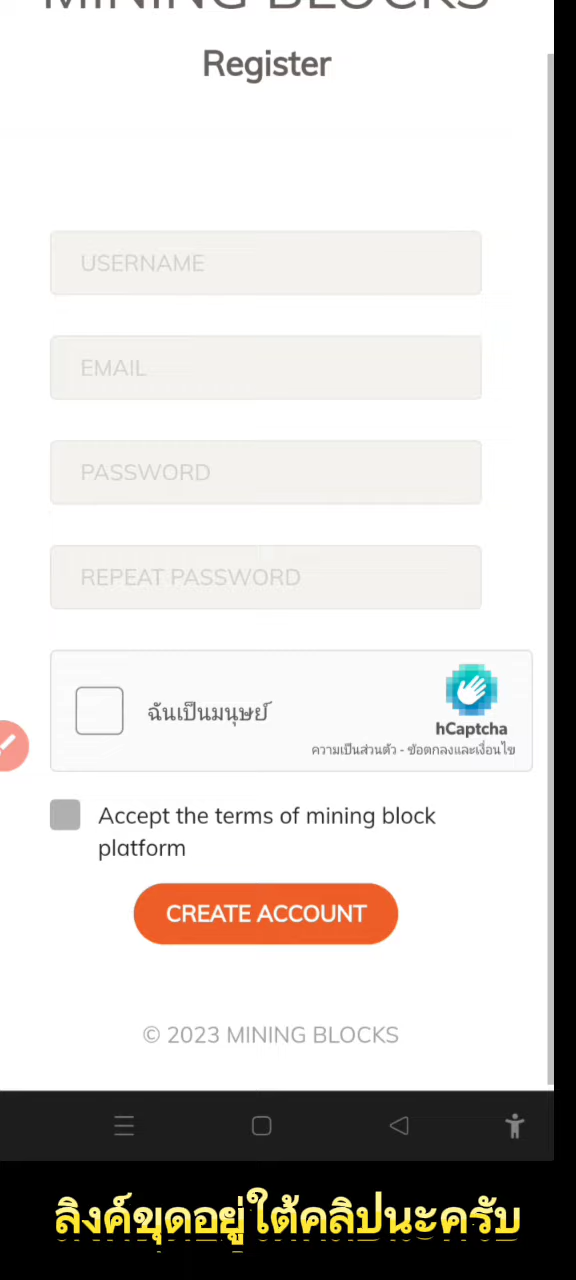 MINING BLOCKS
Register
USERNAME
EMAIL
PASSWORD
REPEAT PASSWORD
ฉันเป็นมนุษย์
hCaptcha
ความเป็นส่วนตัว - ข้อตกลงและเงื่อนไข
Accept the terms of mining block
platform
CREATE ACCOUNT
© 2023 MINING BLOCKS
ลิงค์ขุดอยู่ใต้คลิปนะครับ